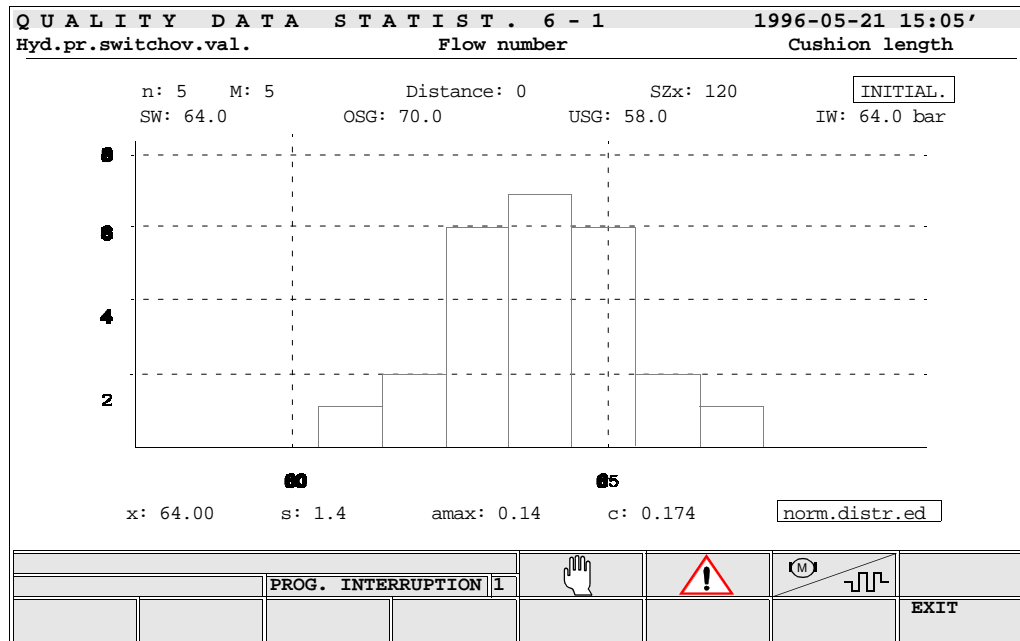 QUALITY DATA STATIST. 6-1 1996-05-21 15:05′
Hyd.pr.switchov.val. Flow number Cushion length
n: 5 M: 5 Distance: 0 SZx: 120 INITIAL.
SW: 64.0 OSG: 70.0 USG: 58.0 IW: 64.0 bar
8
6
4
2
60 65
x: 64.00 s: 1.4 amax: 0.14 c: 0.174 norm.distr.ed
M
PROG. INTERRUPTION 1
EXIT